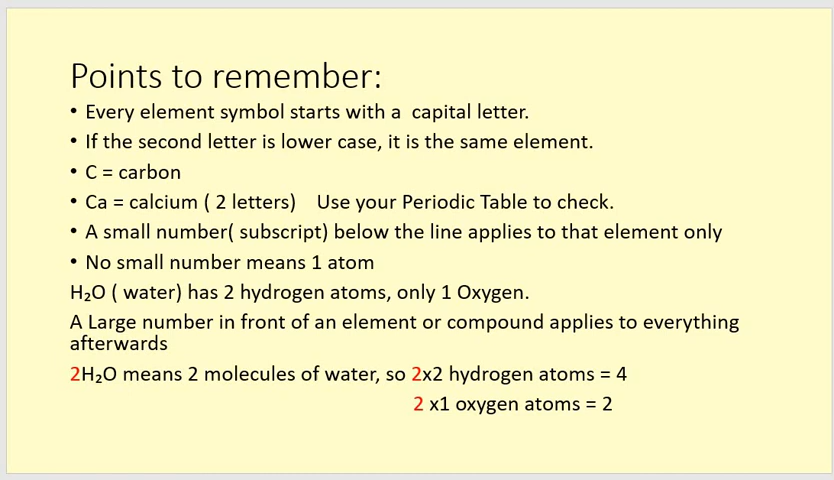 Points to remember:
• Every element symbol starts with a  capital letter.
• If the second letter is lower case, it is the same element.
• C = carbon
• Ca = calcium ( 2 letters)    Use your Periodic Table to check.
• A small number( subscript) below the line applies to that element only
• No small number means 1 atom
H₂O ( water) has 2 hydrogen atoms, only 1 Oxygen.
A Large number in front of an element or compound applies to everything
afterwards
2H₂O means 2 molecules of water, so 2x2 hydrogen atoms = 4
2 x1 oxygen atoms = 2